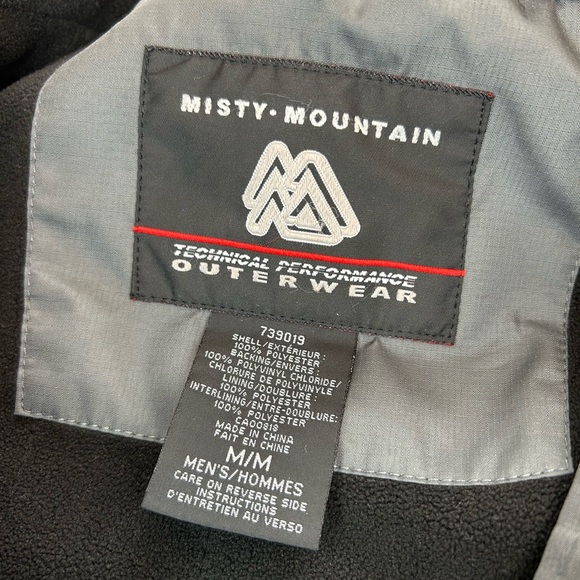 MISTY·MOUNTAIN
TECHNICAL PERFORMANCE
OUTERWEAR
739019
SHELL/EXTÉRIEUR:
100% POLYESTER
BACKING/ENVERS:
100% POLYVINYL CHLORIDE/
CHLORURE DE POLYVINYLE
LINING/DOUBLURE:
100% POLYESTER
INTERLINING/ENTRE-DOUBLURE:
100% POLYESTER
CA00818
MADE IN CHINA
FAIT EN CHINE
M/M
MEN'S/HOMMES
CARE ON REVERSE SIDE
INSTRUCTIONS
D'ENTRETIEN AU VERSO